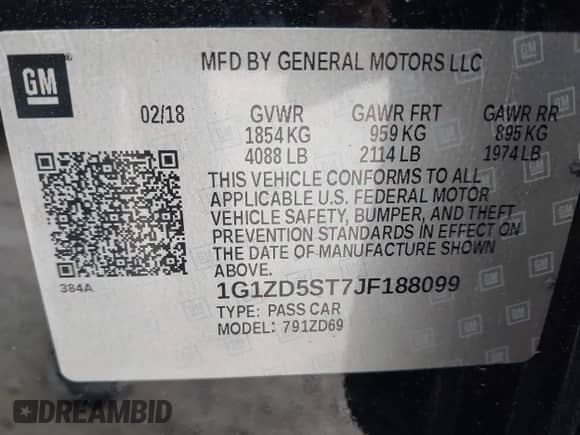 GM
MFD BY GENERAL MOTORS LLC
02/18 GVWR GAWR FRT GAWR RR
1854 KG 959 KG 895 KG
4088 LB 2114 LB 1974 LB
THIS VEHICLE CONFORMS TO ALL
APPLICABLE U.S. FEDERAL MOTOR
VEHICLE SAFETY, BUMPER, AND THEFT
PREVENTION STANDARDS IN EFFECT ON
THE DATE OF MANUFACTURE SHOWN
ABOVE.
384A
1G1ZD5ST7JF188099
TYPE: PASS CAR
MODEL: 791ZD69
DREAMBID